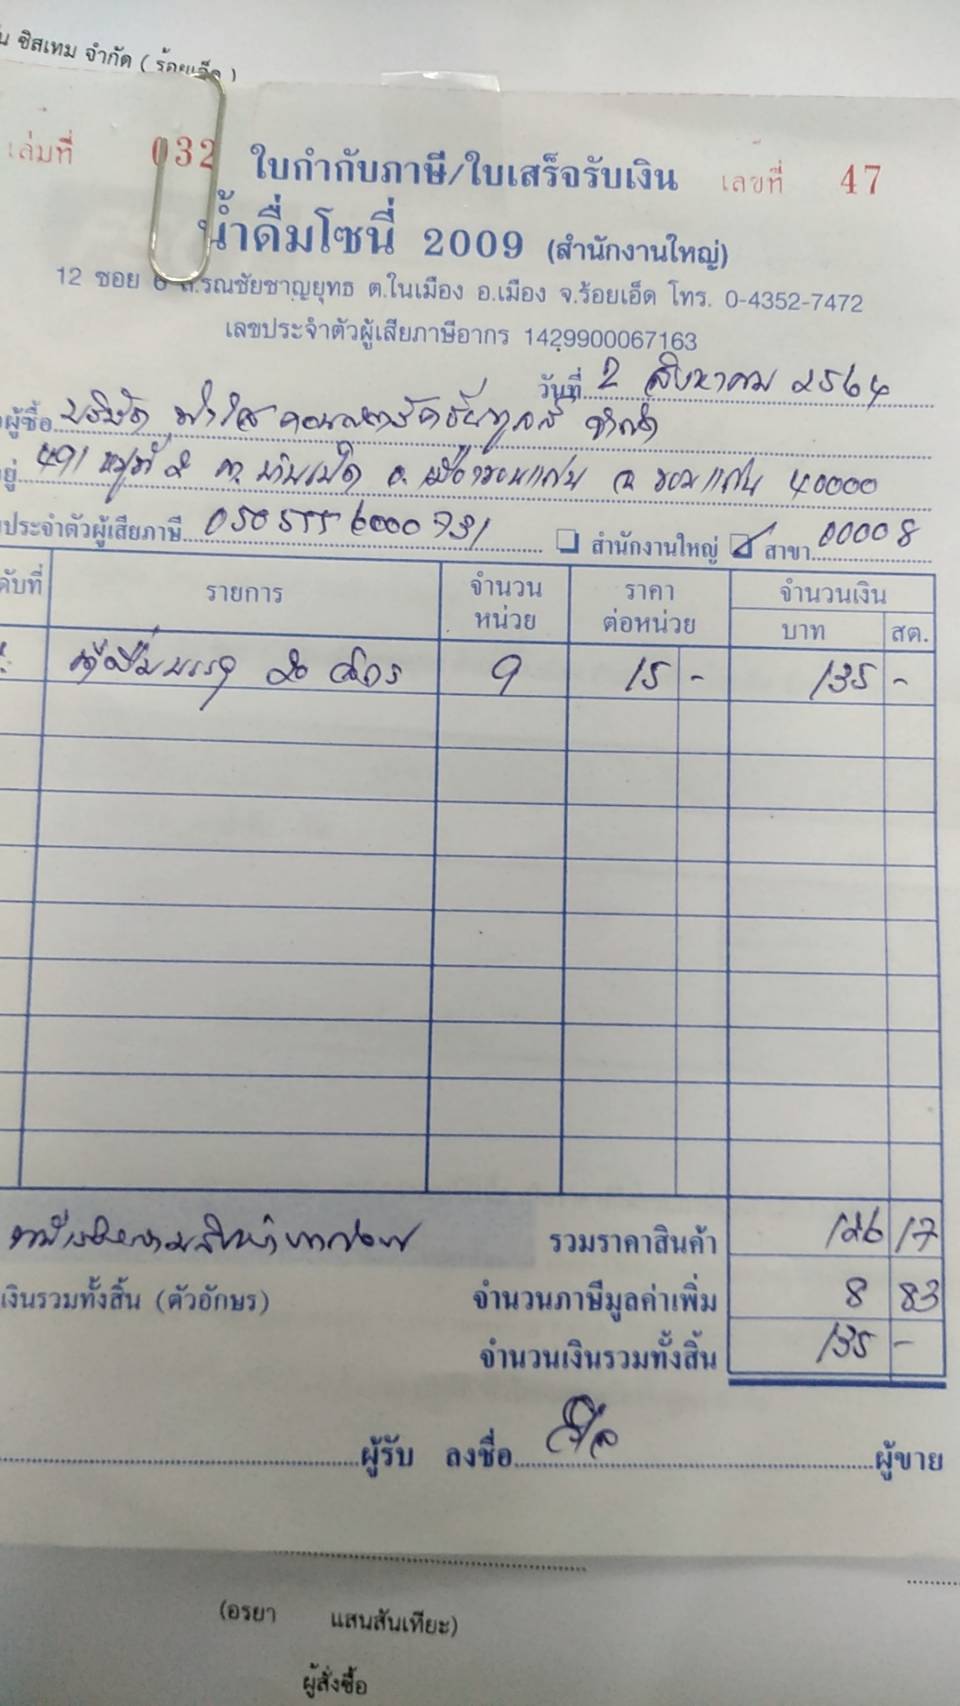 ซิสเทม จำกัด ( ร้อยเอ็ด )
เล่มที่ 032 ใบกำกับภาษี/ใบเสร็จรับเงิน เลขที่ 47
น้ำดื่มโซนี่ 2009 (สำนักงานใหญ่)
12 ซอย 6 ถ.รณชัยชาญยุทธ ต.ในเมือง อ.เมือง จ.ร้อยเอ็ด โทร. 0-4352-7472
เลขประจำตัวผู้เสียภาษีอากร 1429900067163
วันที่ 2 สิงหาคม 2564
ผู้ซื้อ บริษัท จำกัด
491 หมู่ที่ 2 ต.บ้านเป็ด อ.เมืองขอนแก่น จ.ขอนแก่น 40000
ประจำตัวผู้เสียภาษี 0505556000731 สำนักงานใหญ่ สาขา 00008
ดับที่ รายการ จำนวนหน่วย ราคาต่อหน่วย จำนวนเงิน
บาท สต.
น้ำดื่มบรรจุ 20 ลิตร 9 15 - 135 -
รวมราคาสินค้า 126 17
เงินรวมทั้งสิ้น (ตัวอักษร) จำนวนภาษีมูลค่าเพิ่ม 8 83
จำนวนเงินรวมทั้งสิ้น 135 -
ผู้รับ ลงชื่อ ผู้ขาย
(อรยา แสนสันเทียะ)
ผู้สั่งซื้อ